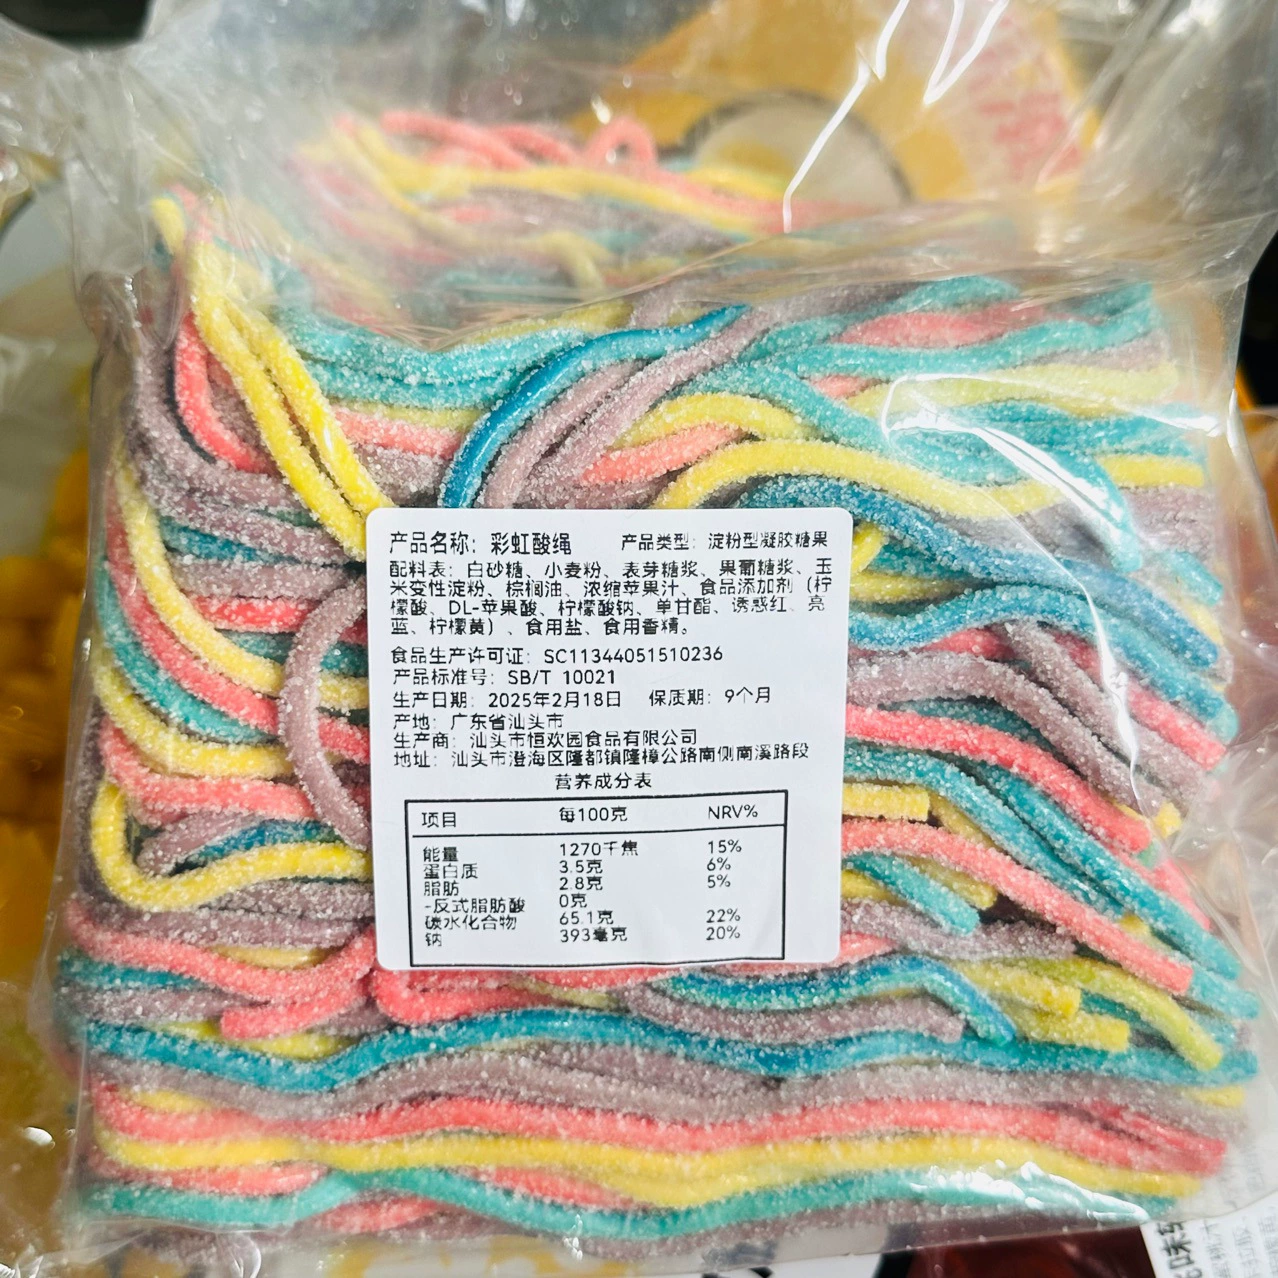 产品名称：彩虹酸绳 产品类型：淀粉型凝胶糖果
配料表：白砂糖、小麦粉、麦芽糖浆、果葡糖浆、玉
米变性淀粉、棕榈油、浓缩苹果汁、食品添加剂（柠
檬酸、DL-苹果酸、柠檬酸钠、单甘酯、诱惑红、亮
蓝、柠檬黄）、食用盐、食用香精。
食品生产许可证：SC11344051510236
产品标准号：SB/T 10021
生产日期：2025年2月18日 保质期：9个月
产地：广东省汕头市
生产商：汕头市恒欢园食品有限公司
地址：汕头市澄海区隆都镇隆樟公路南侧南溪路段
营养成分表
项目 每100克 NRV%
能量 1270千焦 15%
蛋白质 3.5克 6%
脂肪 2.8克 5%
-反式脂肪酸 0克
碳水化合物 65.1克 22%
钠 393毫克 20%